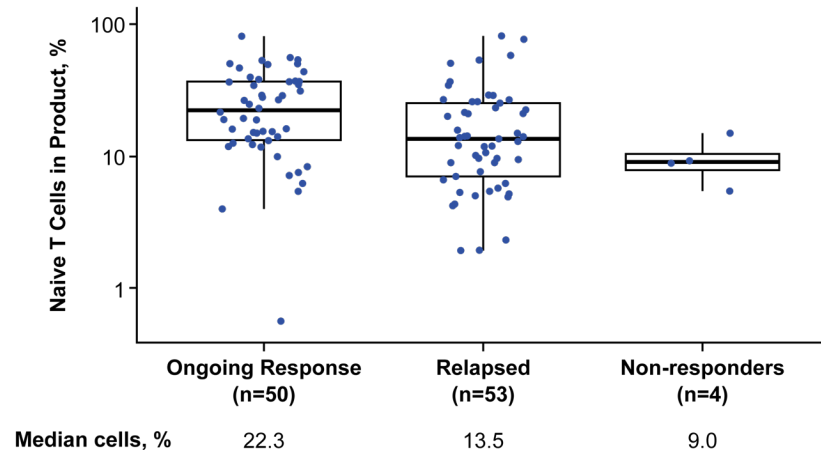 Naive T Cells in Product, %
100
10
1
Ongoing Response Relapsed Non-responders
(n=50) (n=53) (n=4)
Median cells, % 22.3 13.5 9.0